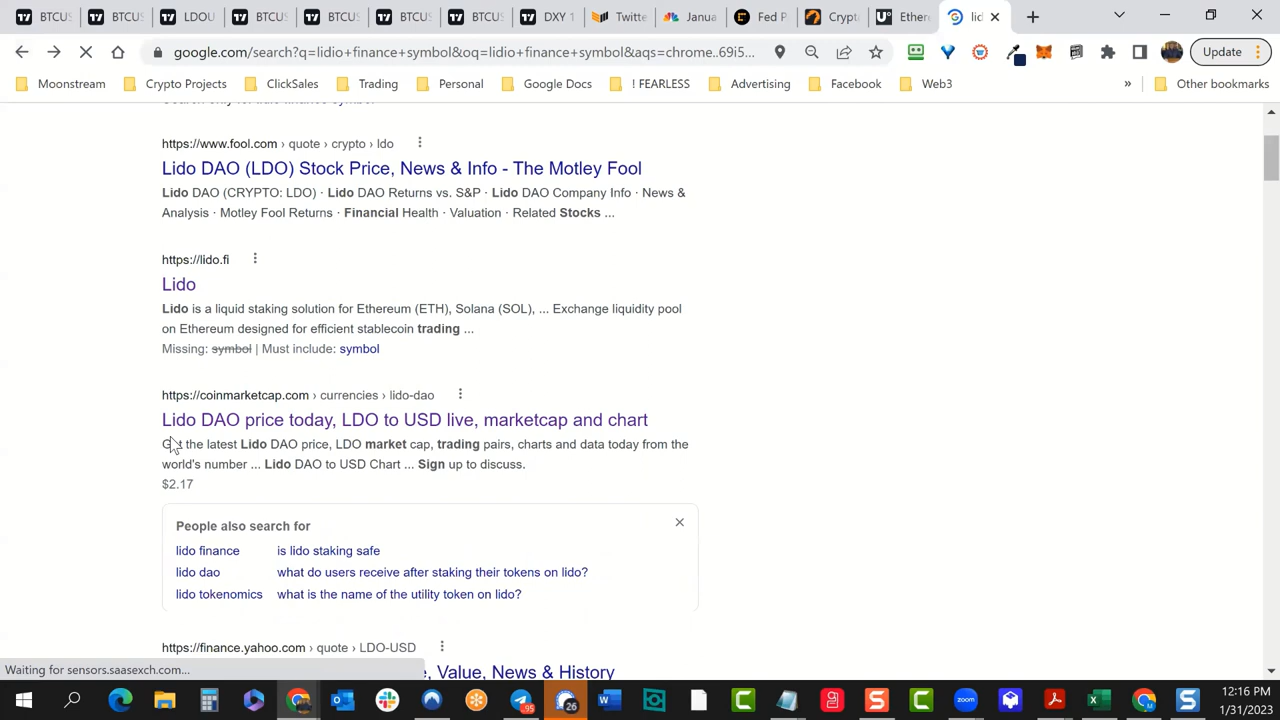 BTCUS
BTCUS
LDOU
BTCUS
BTCUS
BTCUS
BTCUS
DXY 1
Twitte
Janua
Fed P
Crypt
Ether
lid
google.com/search?q=lidio+finance+symbol&oq=lidio+finance+symbol&aqs=chrome..69i5...
Update
Moonstream
Crypto Projects
ClickSales
Trading
Personal
Google Docs
! FEARLESS
Advertising
Facebook
Web3
»
Other bookmarks
https://www.fool.com › quote › crypto › ldo
Lido DAO (LDO) Stock Price, News & Info - The Motley Fool
Lido DAO (CRYPTO: LDO) · Lido DAO Returns vs. S&P · Lido DAO Company Info · News &
Analysis · Motley Fool Returns · Financial Health · Valuation · Related Stocks ...
https://lido.fi
Lido
Lido is a liquid staking solution for Ethereum (ETH), Solana (SOL), ... Exchange liquidity pool
on Ethereum designed for efficient stablecoin trading ...
Missing: symbol | Must include: symbol
https://coinmarketcap.com › currencies › lido-dao
Lido DAO price today, LDO to USD live, marketcap and chart
Get the latest Lido DAO price, LDO market cap, trading pairs, charts and data today from the
world's number ... Lido DAO to USD Chart ... Sign up to discuss.
$2.17
People also search for
lido finance
is lido staking safe
lido dao
what do users receive after staking their tokens on lido?
lido tokenomics
what is the name of the utility token on lido?
https://finance.yahoo.com › quote › LDO-USD
e, Value, News & History
Waiting for sensors.saasexch.com...
95
26
zoom
12:16 PM
1/31/2023